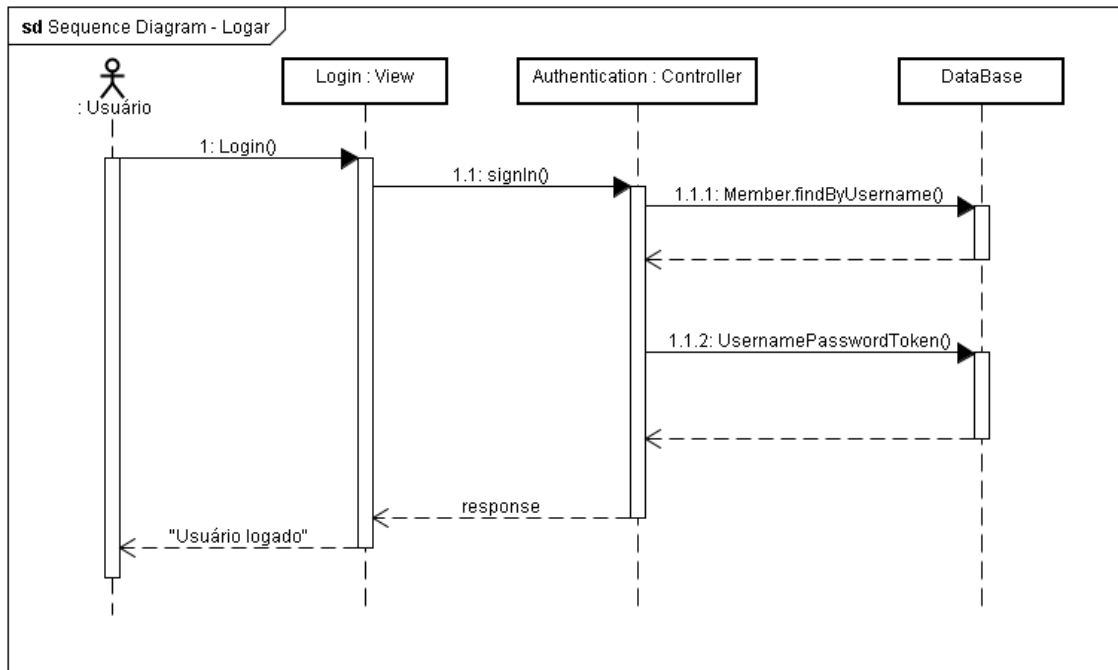 sd Sequence Diagram - Logar
: Usuário
Login : View
Authentication : Controller
DataBase
1: Login()
1.1: signIn()
1.1.1: Member.findByUsername()
1.1.2: UsernamePasswordToken()
response
"Usuário logado"